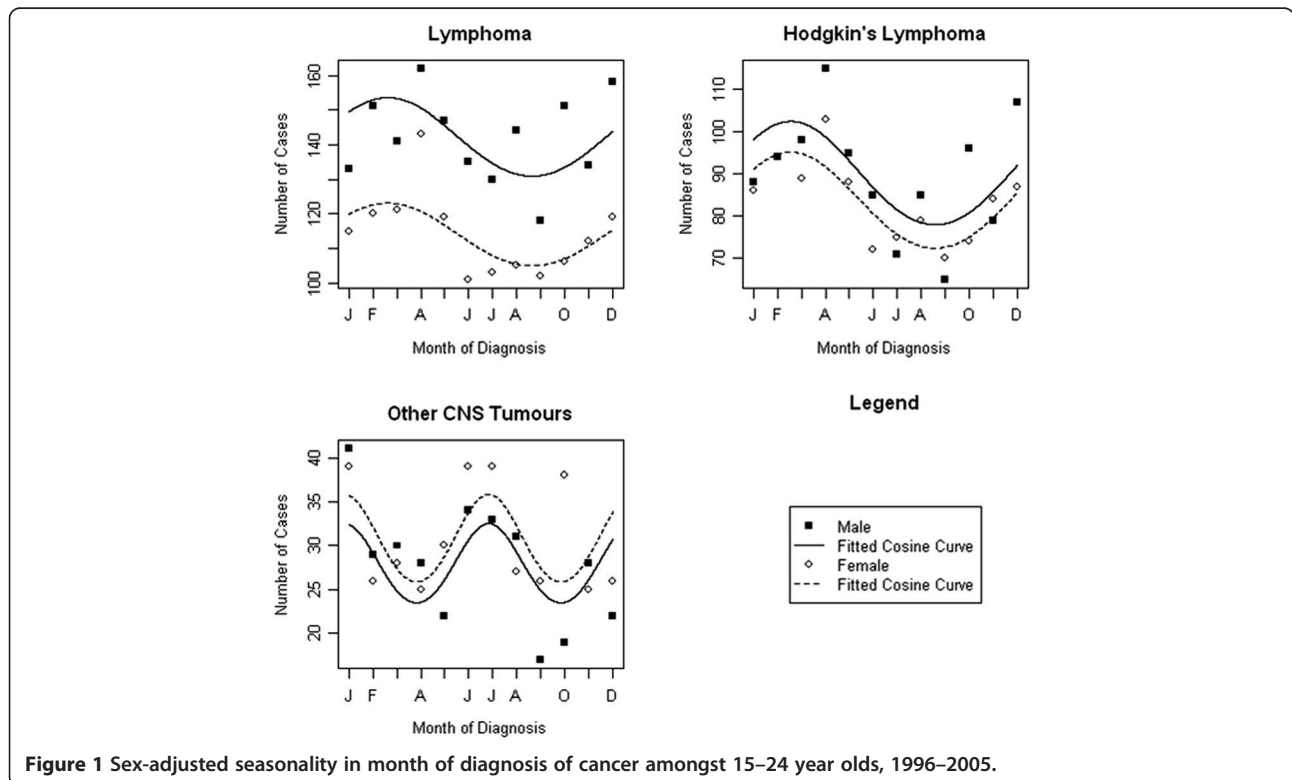 Lymphoma
Number of Cases
160
140
120
100
J F A J J A O D
Month of Diagnosis
Hodgkin's Lymphoma
Number of Cases
110
100
90
80
70
J F A J J A O D
Month of Diagnosis
Other CNS Tumours
Number of Cases
40
35
30
25
20
J F A J J A O D
Month of Diagnosis
Legend
Male
Fitted Cosine Curve
Female
Fitted Cosine Curve
Figure 1 Sex-adjusted seasonality in month of diagnosis of cancer amongst 15–24 year olds, 1996–2005.